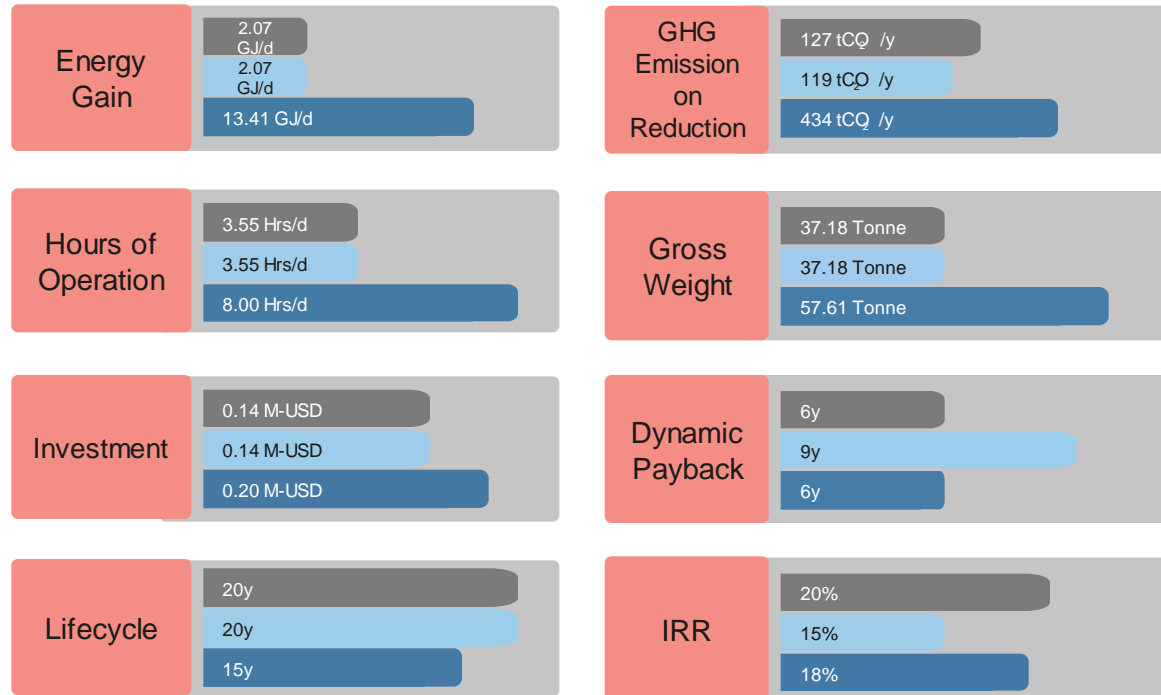 Energy
Gain
2.07
GJ/d
2.07
GJ/d
13.41 GJ/d
GHG
Emission
on
Reduction
127 tCO₂ /y
119 tC₂O /y
434 tCO₂ /y
Hours of
Operation
3.55 Hrs/d
3.55 Hrs/d
8.00 Hrs/d
Gross
Weight
37.18 Tonne
37.18 Tonne
57.61 Tonne
Investment
0.14 M-USD
0.14 M-USD
0.20 M-USD
Dynamic
Payback
6y
9y
6y
Lifecycle
20y
20y
15y
IRR
20%
15%
18%